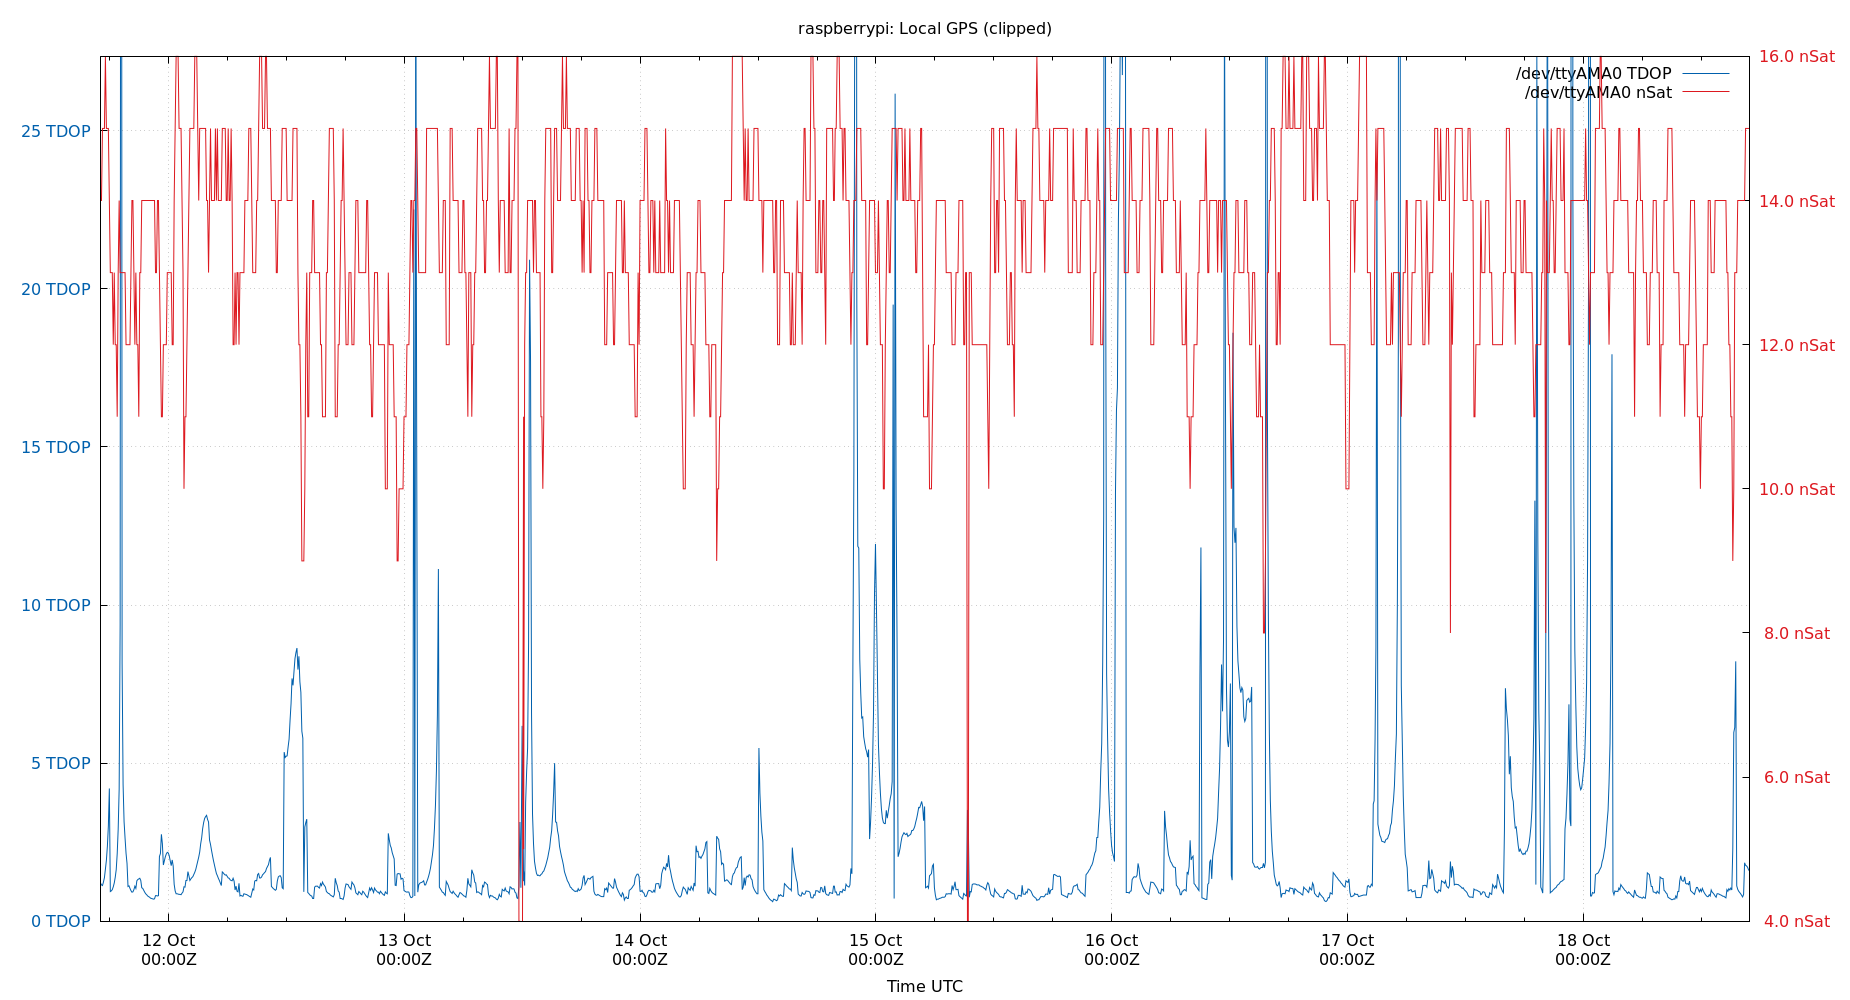 raspberrypi: Local GPS (clipped)
/dev/ttyAMA0 TDOP
/dev/ttyAMA0 nSat
25 TDOP
20 TDOP
15 TDOP
10 TDOP
5 TDOP
0 TDOP
16.0 nSat
14.0 nSat
12.0 nSat
10.0 nSat
8.0 nSat
6.0 nSat
4.0 nSat
12 Oct
00:00Z
13 Oct
00:00Z
14 Oct
00:00Z
15 Oct
00:00Z
16 Oct
00:00Z
17 Oct
00:00Z
18 Oct
00:00Z
Time UTC